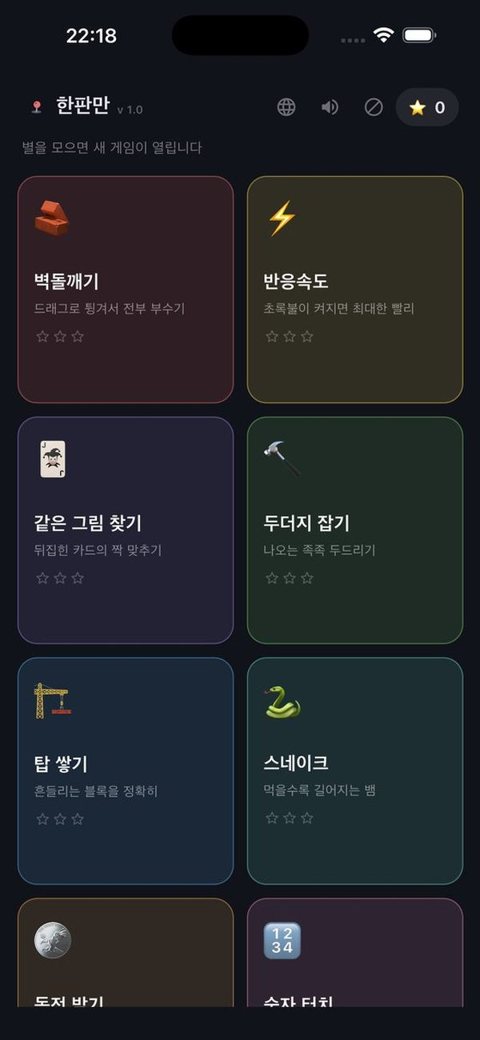 22:18
한판만 v 1.0
0
별을 모으면 새 게임이 열립니다
벽돌깨기
드래그로 튕겨서 전부 부수기
반응속도
초록불이 켜지면 최대한 빨리
같은 그림 찾기
뒤집힌 카드의 짝 맞추기
두더지 잡기
나오는 족족 두드리기
탑 쌓기
흔들리는 블록을 정확히
스네이크
먹을수록 길어지는 뱀
1234
숫자 터치